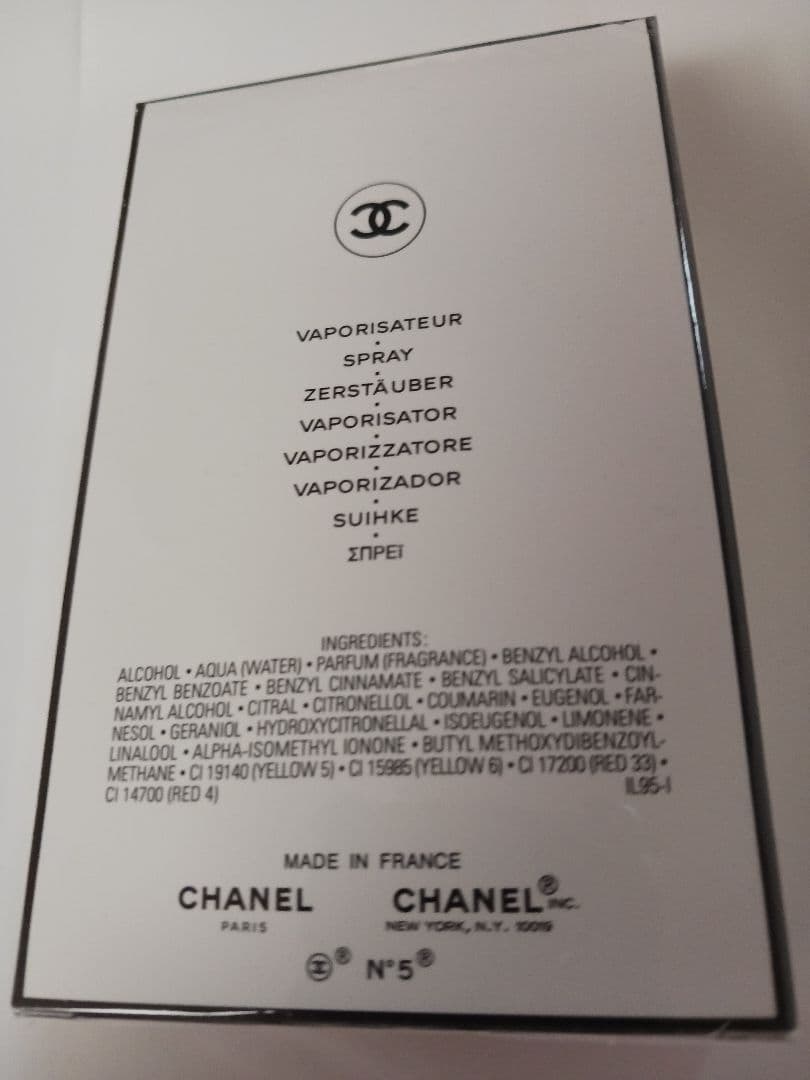 VAPORISATEUR
•
SPRAY
•
ZERSTÄUBER
•
VAPORISATOR
•
VAPORIZZATORE
•
VAPORIZADOR
•
SUIHKE
•
ΣΠΡΕΪ
INGREDIENTS:
ALCOHOL • AQUA (WATER) • PARFUM (FRAGRANCE) • BENZYL ALCOHOL •
BENZYL BENZOATE • BENZYL CINNAMATE • BENZYL SALICYLATE • CIN-
NAMYL ALCOHOL • CITRAL • CITRONELLOL • COUMARIN • EUGENOL • FAR-
NESOL • GERANIOL • HYDROXYCITRONELLAL • ISOEUGENOL • LIMONENE •
LINALOOL • ALPHA-ISOMETHYL IONONE • BUTYL METHOXYDIBENZOYL-
METHANE • CI 19140 (YELLOW 5) • CI 15985 (YELLOW 6) • CI 17200 (RED 33) •
CI 14700 (RED 4) IL95-I
MADE IN FRANCE
CHANEL CHANEL® INC.
PARIS NEW YORK, N.Y. 10019
® N°5®